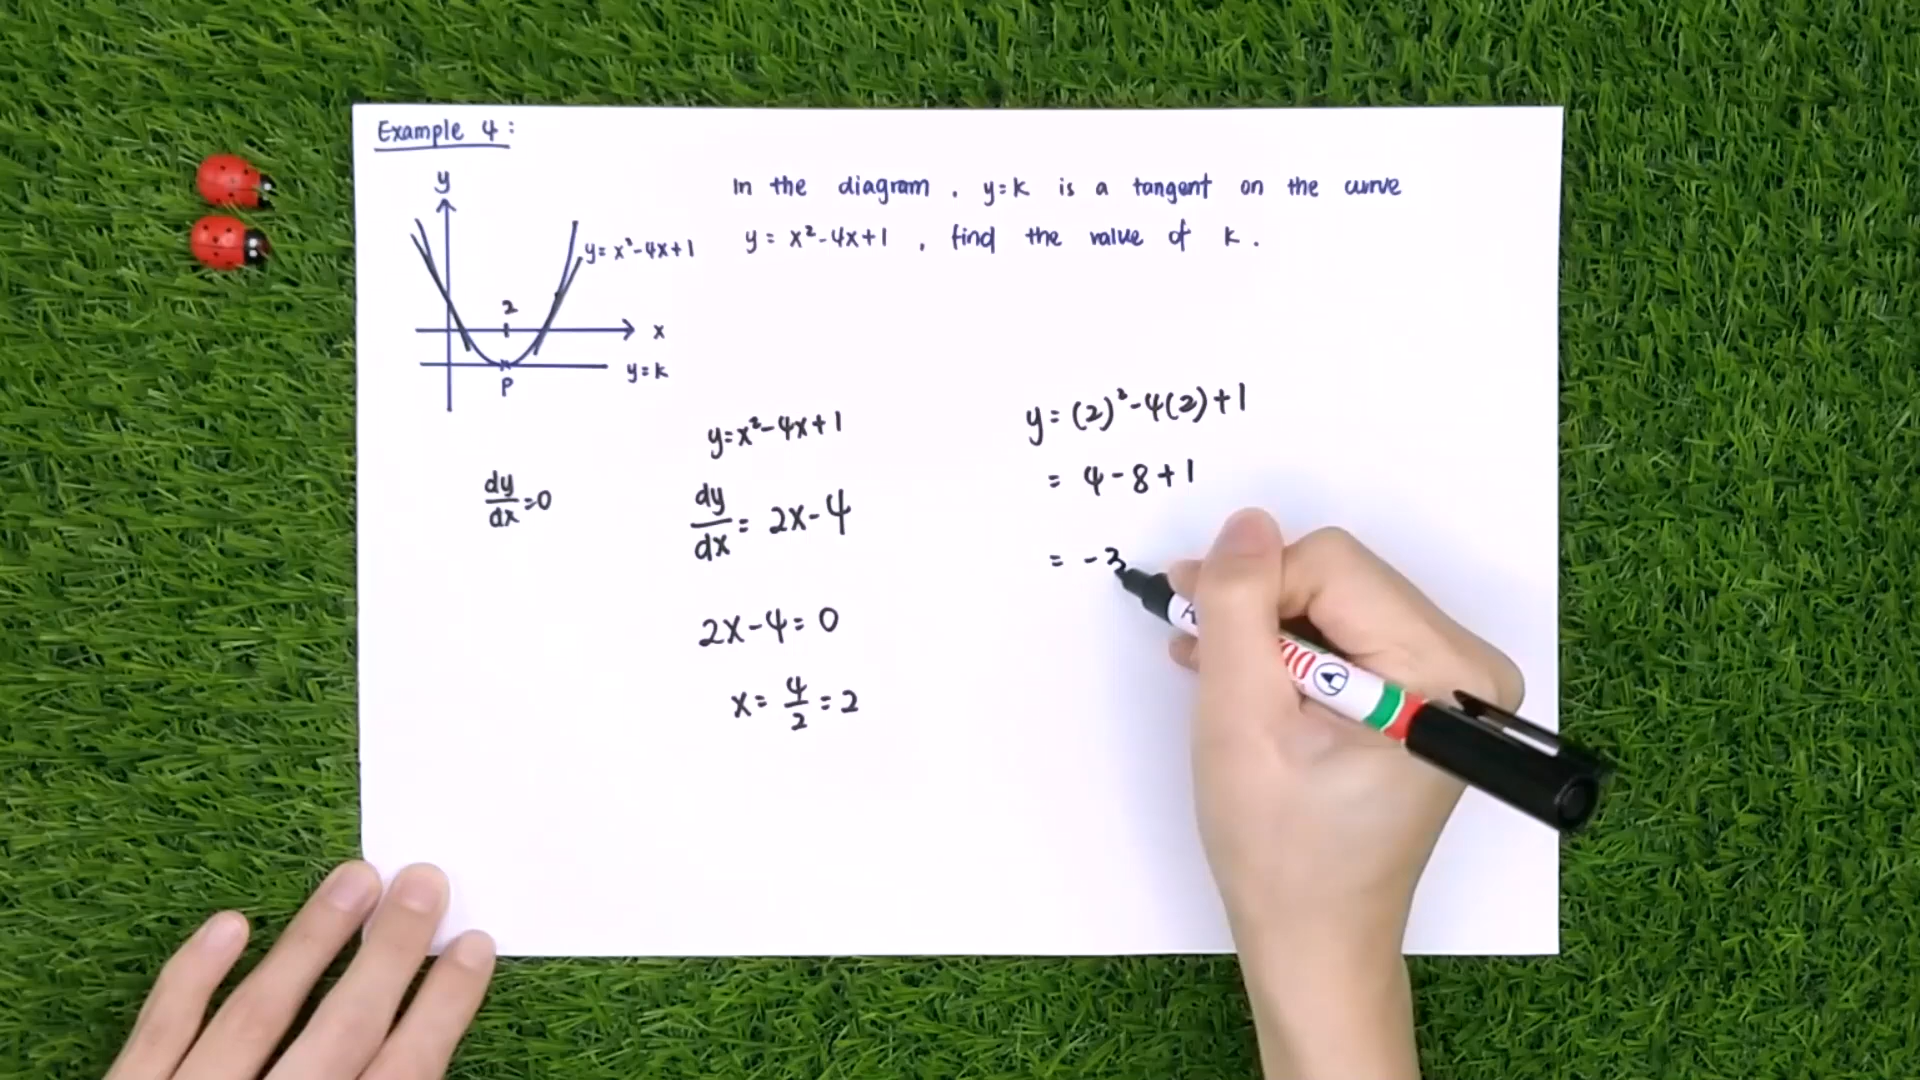 Example 4:
y
In the diagram, y=k is a tangent on the curve
y = x²-4x+1, find the value of k.
y=x²-4x+1
2
x
y=k
P
y=x²-4x+1
dy/dx=0
dy/dx = 2x-4
2x-4=0
x=4/2=2
y=(2)²-4(2)+1
= 4-8+1
= -3